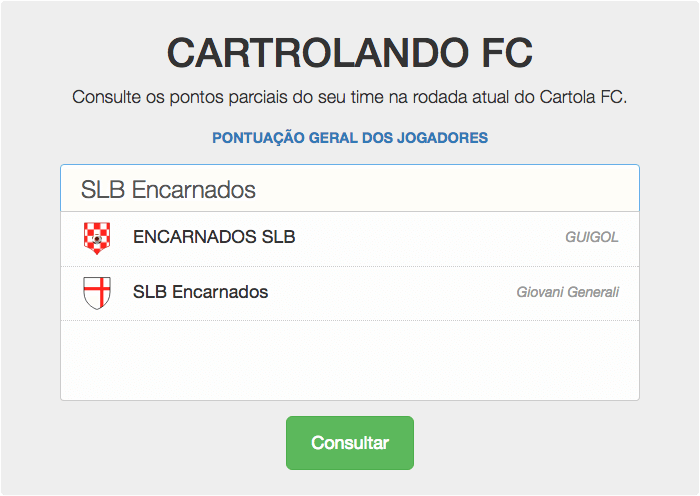 CARTROLANDO FC
Consulte os pontos parciais do seu time na rodada atual do Cartola FC.
PONTUAÇÃO GERAL DOS JOGADORES
SLB Encarnados
ENCARNADOS SLB GUIGOL
SLB Encarnados Giovani Generali
Consultar